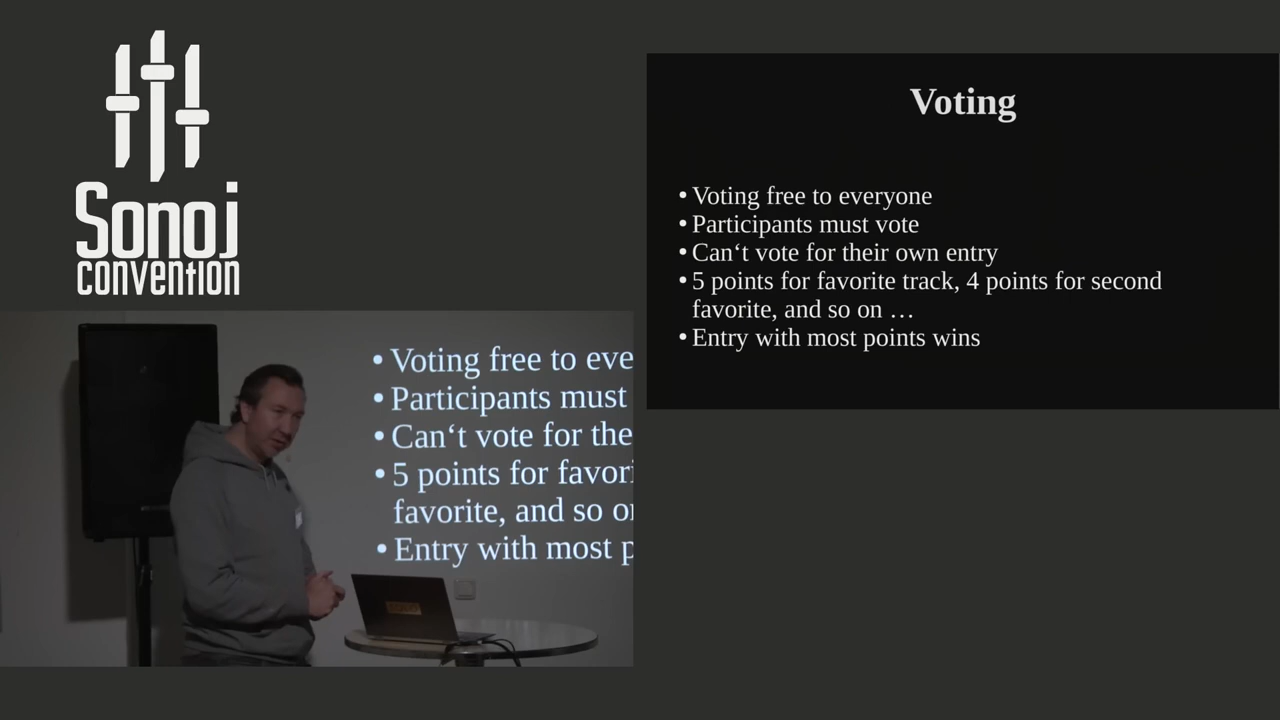 Sonoj
convention
Voting
• Voting free to everyone
• Participants must vote
• Can‘t vote for their own entry
• 5 points for favorite track, 4 points for second
favorite, and so on …
• Entry with most points wins
• Voting free to eve
• Participants must
• Can‘t vote for the
• 5 points for favori
favorite, and so o
• Entry with most p